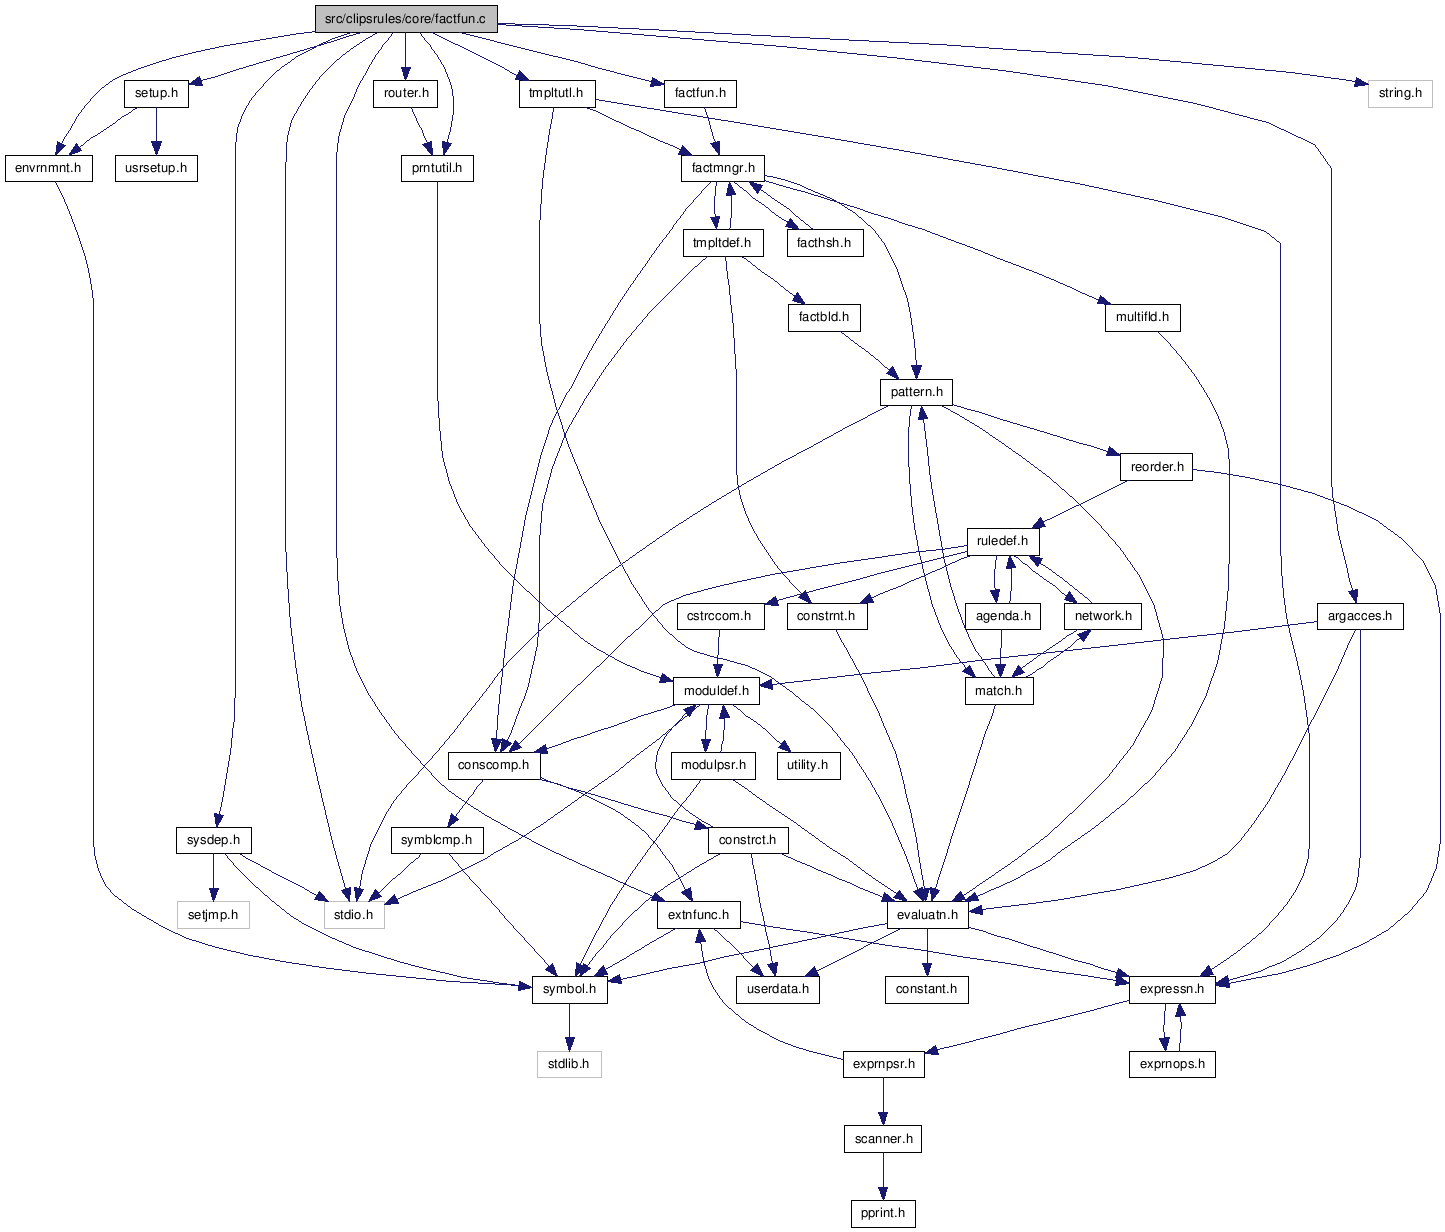 src/clipsrules/core/factfun.c
setup.h
router.h
tmpltutl.h
factfun.h
string.h
envrnmnt.h
usrsetup.h
prntutil.h
factmngr.h
tmpltdef.h
facthsh.h
factbld.h
multifld.h
pattern.h
reorder.h
ruledef.h
cstrccom.h
constrnt.h
agenda.h
network.h
argacces.h
moduldef.h
match.h
conscomp.h
modulpsr.h
utility.h
sysdep.h
symblcmp.h
constrct.h
setjmp.h
stdio.h
extnfunc.h
evaluatn.h
symbol.h
userdata.h
constant.h
expressn.h
stdlib.h
exprnpsr.h
exprnops.h
scanner.h
pprint.h